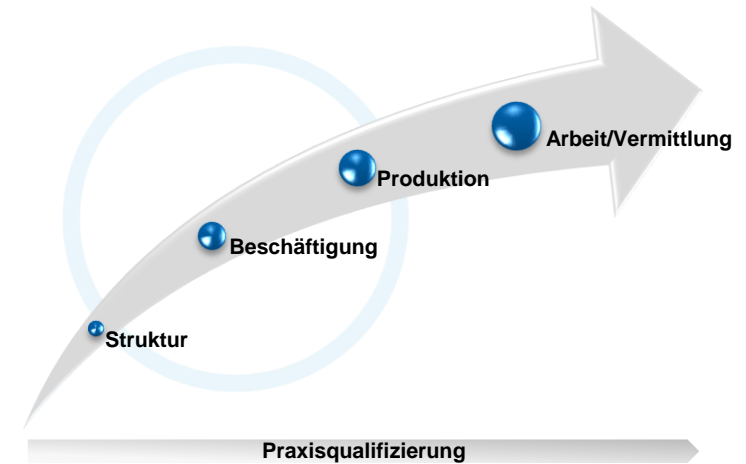 Arbeit/Vermittlung
Produktion
Beschäftigung
Struktur
Praxisqualifizierung